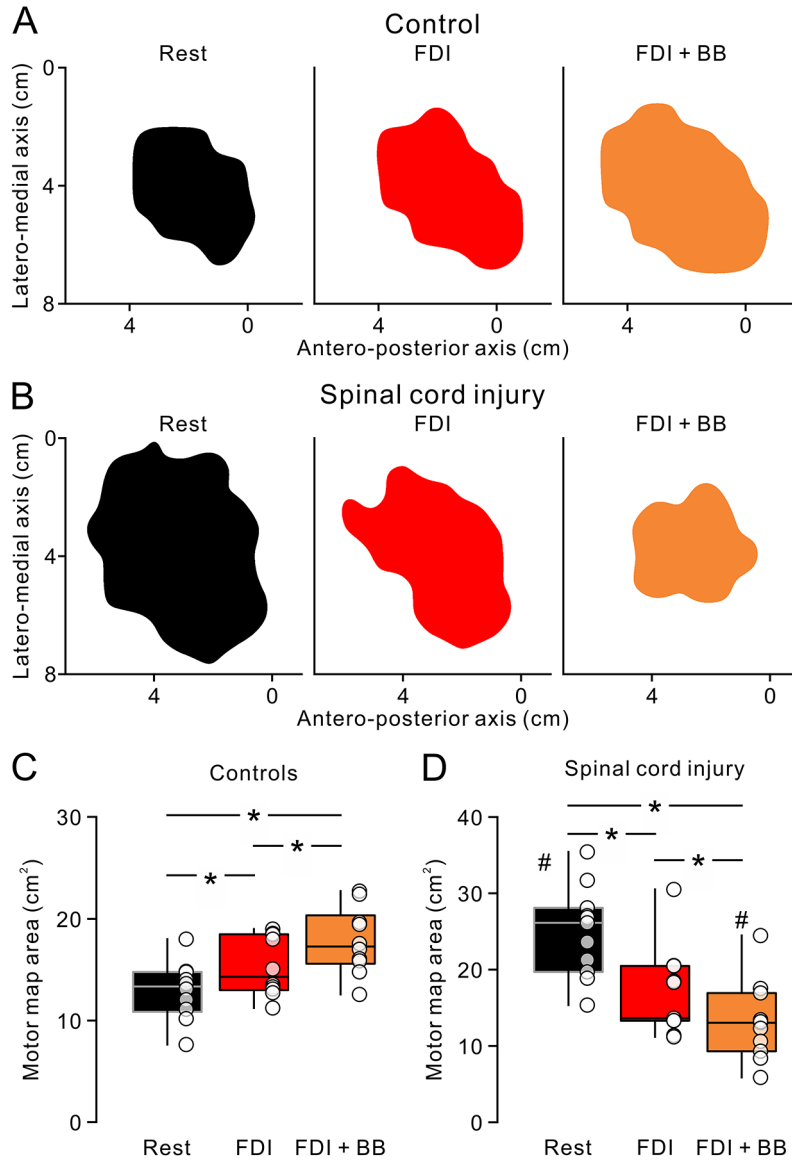 A
Control
Rest FDI FDI + BB
0
4
8
Latero-medial axis (cm)
4 0 4 0 4 0
Antero-posterior axis (cm)
B
Spinal cord injury
Rest FDI FDI + BB
0
4
8
Latero-medial axis (cm)
4 0 4 0 4 0
Antero-posterior axis (cm)
C
Controls
30
20
10
0
Motor map area (cm²)
*
*
*
Rest FDI FDI + BB
D
Spinal cord injury
40
30
20
10
0
Motor map area (cm²)
*
*
*
#
#
Rest FDI FDI + BB